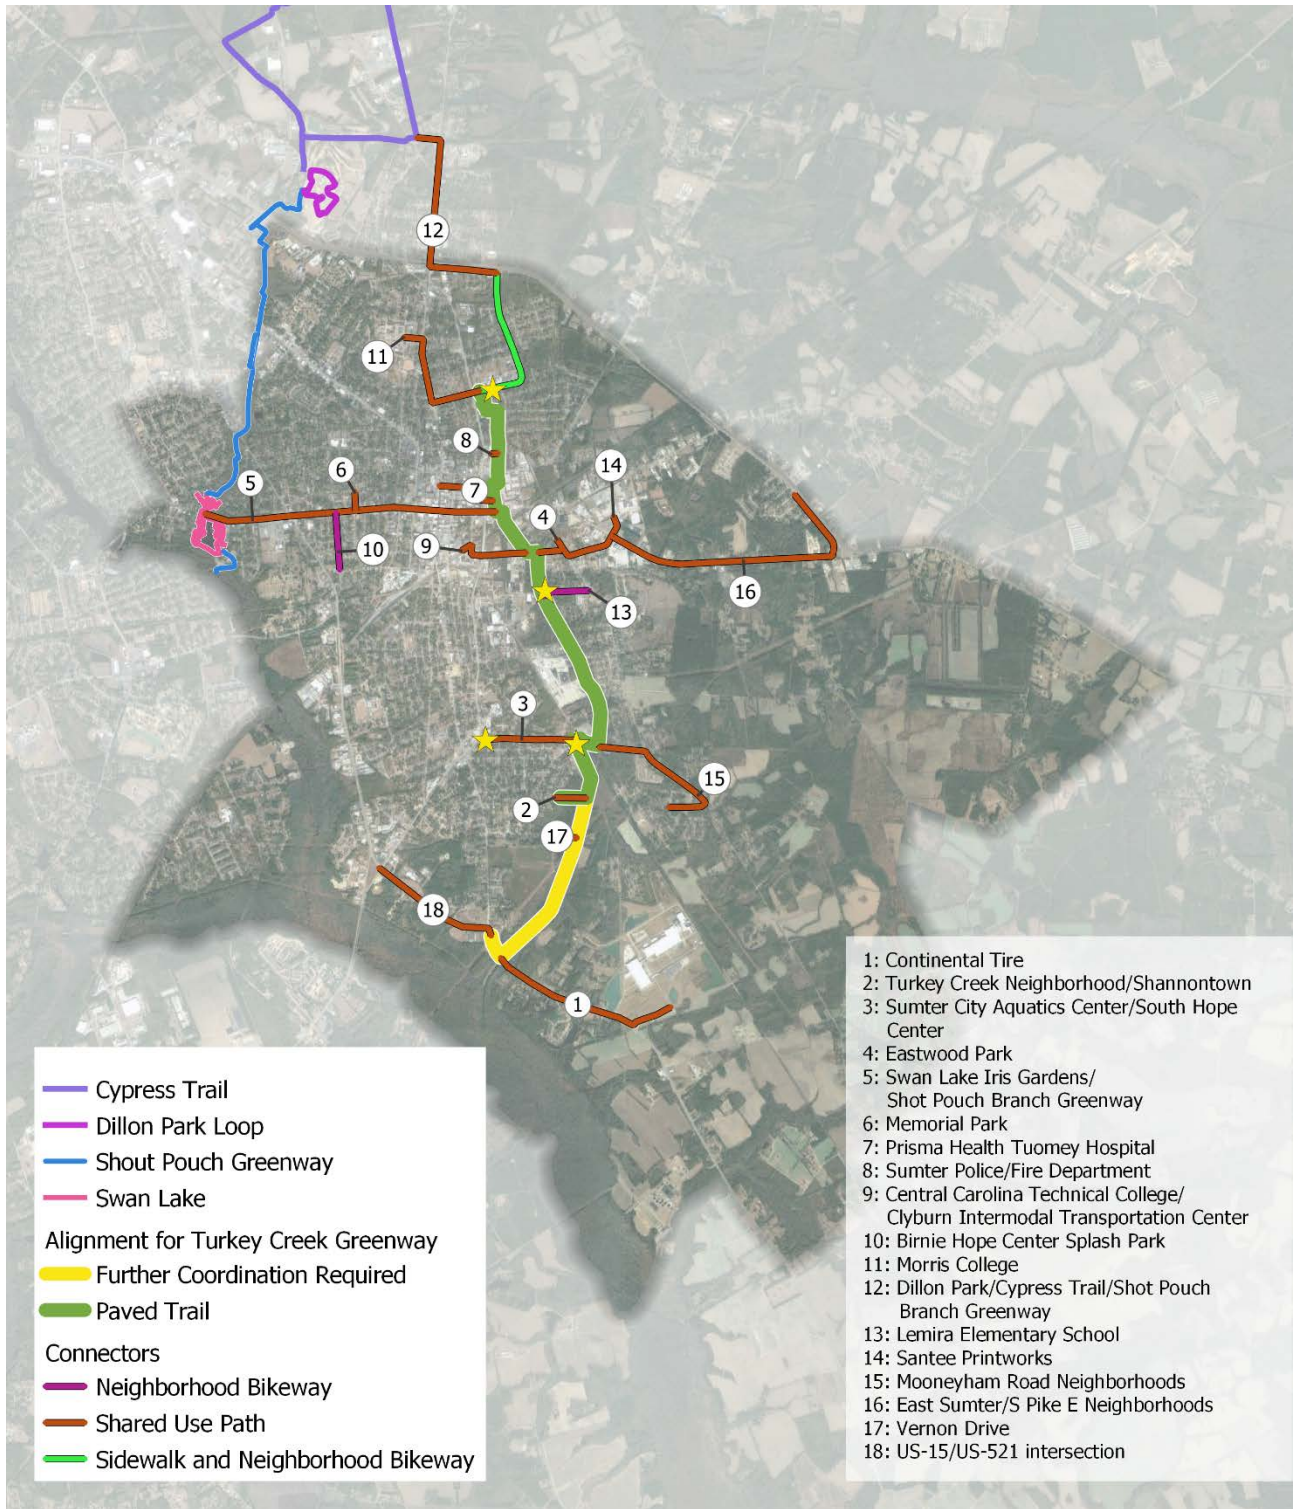 12
11
8
14
6
5
7
4
9
10
16
13
3
15
2
17
18
1
1: Continental Tire
2: Turkey Creek Neighborhood/Shannontown
3: Sumter City Aquatics Center/South Hope
Center
4: Eastwood Park
5: Swan Lake Iris Gardens/
Shot Pouch Branch Greenway
6: Memorial Park
7: Prisma Health Tuomey Hospital
8: Sumter Police/Fire Department
9: Central Carolina Technical College/
Clyburn Intermodal Transportation Center
10: Birnie Hope Center Splash Park
11: Morris College
12: Dillon Park/Cypress Trail/Shot Pouch
Branch Greenway
13: Lemira Elementary School
14: Santee Printworks
15: Mooneyham Road Neighborhoods
16: East Sumter/S Pike E Neighborhoods
17: Vernon Drive
18: US-15/US-521 intersection
Cypress Trail
Dillon Park Loop
Shout Pouch Greenway
Swan Lake
Alignment for Turkey Creek Greenway
Further Coordination Required
Paved Trail
Connectors
Neighborhood Bikeway
Shared Use Path
Sidewalk and Neighborhood Bikeway